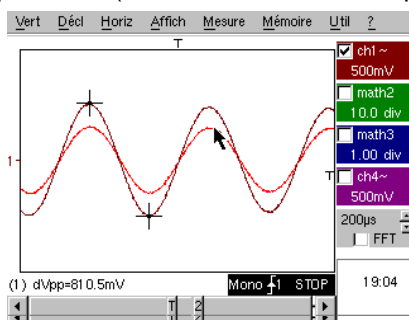 Vert Décl Horiz Affich Mesure Mémoire Util ?
T
ch1 ~
500mV
math2
10.0 div
math3
1.00 div
1
T
ch4~
500mV
200µs
FFT
(1) dVpp=810.5mV Mono 1 STOP
19:04
T 2